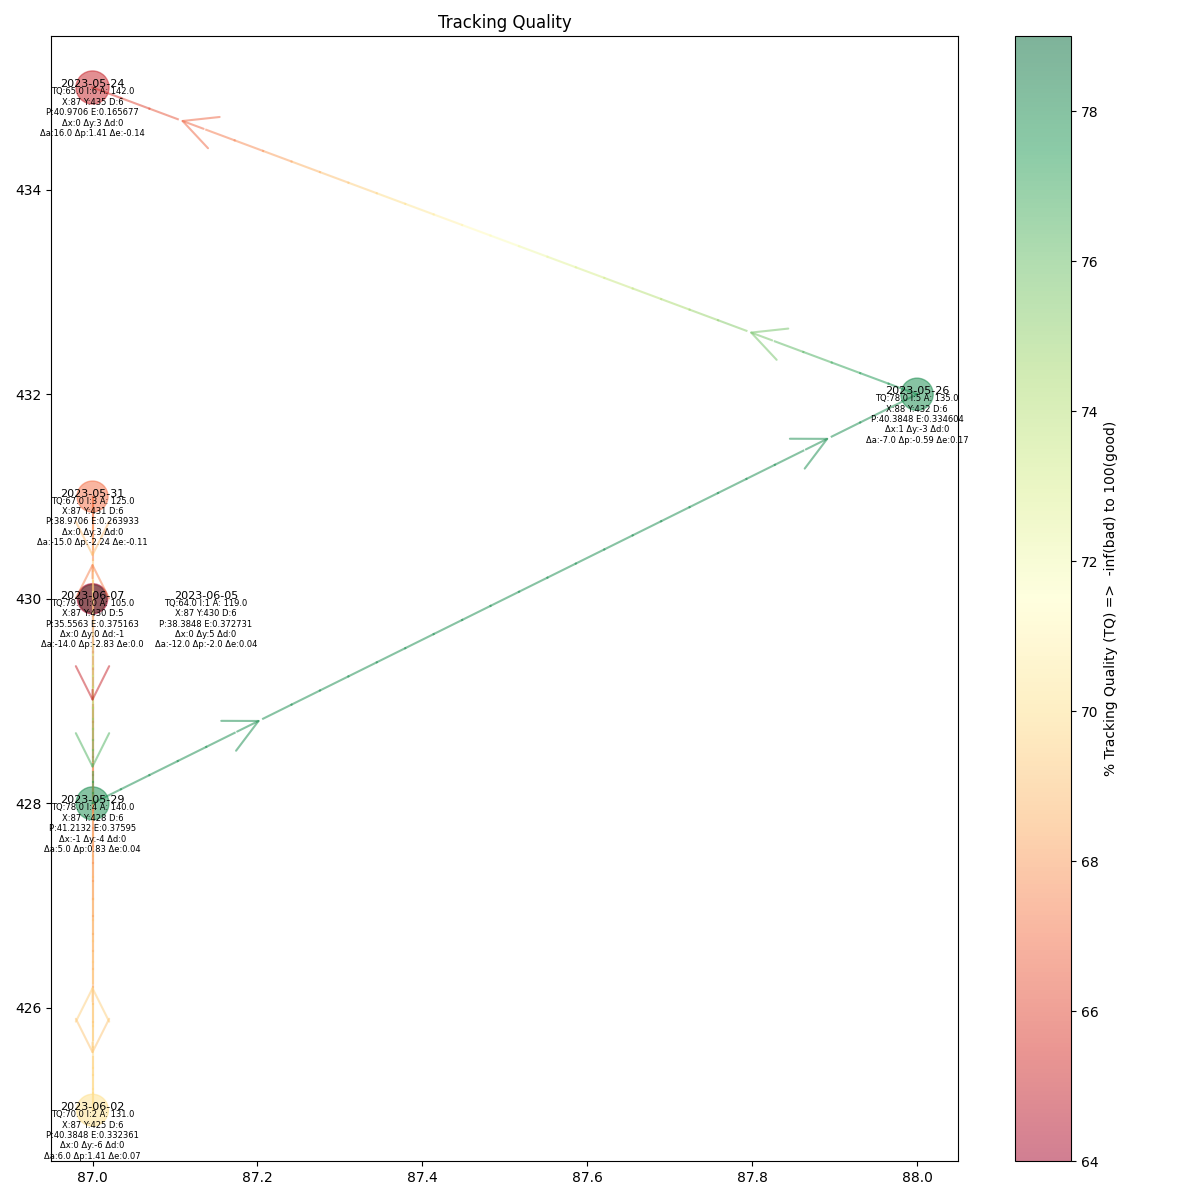 Tracking Quality
2023-05-24
TQ:65.0 I:6 A: 142.0
X:87 Y:435 D:6
P:40.9706 E:0.165677
Δx:0 Δy:3 Δd:0
Δa:16.0 Δp:1.41 Δe:-0.14
2023-05-26
TQ:78.0 I:5 A: 135.0
X:88 Y:432 D:6
P:40.3848 E:0.334604
Δx:1 Δy:-3 Δd:0
Δa:-7.0 Δp:-0.59 Δe:0.17
2023-05-31
TQ:67.0 I:3 A: 125.0
X:87 Y:431 D:6
P:38.9706 E:0.263933
Δx:0 Δy:3 Δd:0
Δa:-15.0 Δp:-2.24 Δe:-0.11
2023-06-07
TQ:79.0 I:0 A: 105.0
X:87 Y:430 D:5
P:35.5563 E:0.375163
Δx:0 Δy:0 Δd:-1
Δa:-14.0 Δp:-2.83 Δe:0.0
2023-06-05
TQ:64.0 I:1 A: 119.0
X:87 Y:430 D:6
P:38.3848 E:0.372731
Δx:0 Δy:5 Δd:0
Δa:-12.0 Δp:-2.0 Δe:0.04
2023-05-29
TQ:78.0 I:4 A: 140.0
X:87 Y:428 D:6
P:41.2132 E:0.37595
Δx:-1 Δy:-4 Δd:0
Δa:5.0 Δp:0.83 Δe:0.04
2023-06-02
TQ:70.0 I:2 A: 131.0
X:87 Y:425 D:6
P:40.3848 E:0.332361
Δx:0 Δy:-6 Δd:0
Δa:6.0 Δp:1.41 Δe:0.07
434
432
430
428
426
87.0
87.2
87.4
87.6
87.8
88.0
78
76
74
72
70
68
66
64
% Tracking Quality (TQ) =>  -inf(bad) to 100(good)